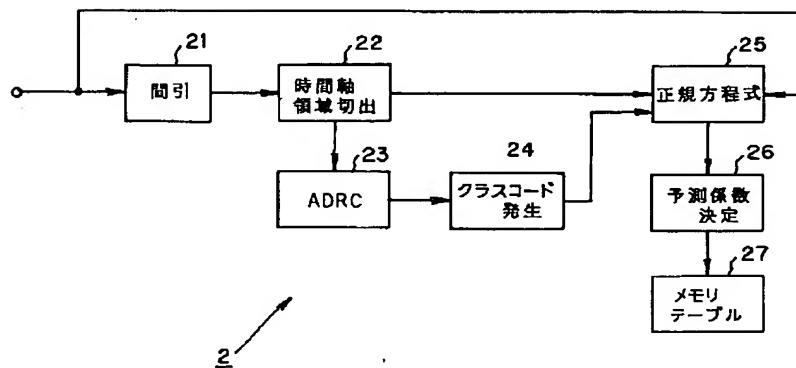 21
間引
22
時間軸
領域切出
23
ADRC
24
クラスコード
発生
25
正規方程式
26
予測係数
決定
27
メモリ
テーブル
2